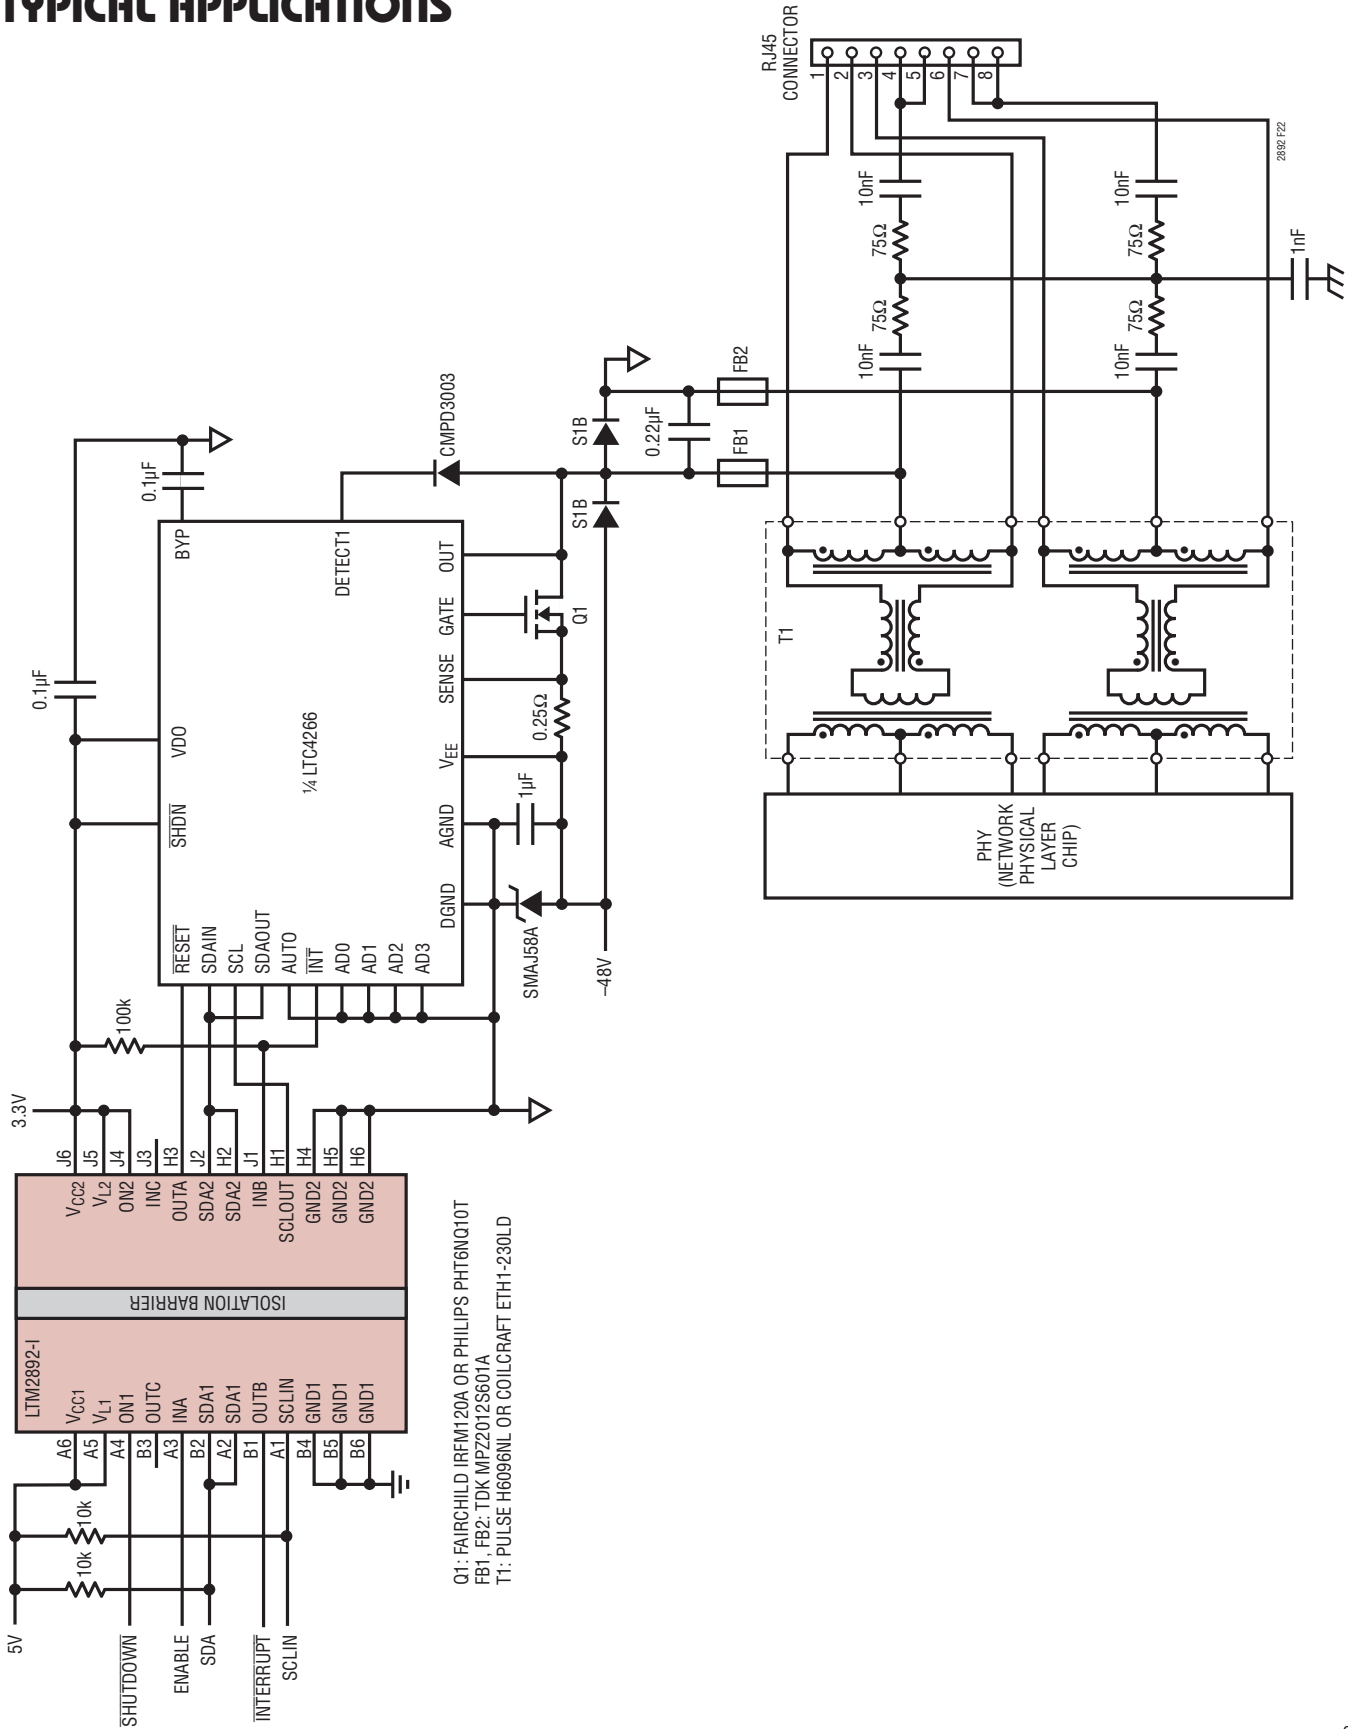 TYPICAL APPLICATIONS
RJ45
CONNECTOR
1
2
3
4
5
6
7
8
2892 F22
10nF
10nF
75Ω
75Ω
1nF
75Ω
75Ω
10nF
10nF
FB2
FB1
CMPD3003
S1B
0.22µF
S1B
0.1µF
0.1µF
BYP
DETECT1
OUT
GATE
Q1
SENSE
0.25Ω
VEE
1µF
AGND
DGND
VDO
SHDN
¼ LTC4266
RESET
SDAIN
SCL
SDAOUT
AUTO
INT
AD0
AD1
AD2
AD3
SMAJ58A
–48V
T1
PHY
(NETWORK
PHYSICAL
LAYER
CHIP)
100k
3.3V
J6
J5
J4
J3
H3
J2
H2
J1
H1
H4
H5
H6
VCC2
VL2
ON2
INC
OUTA
SDA2
SDA2
INB
SCLOUT
GND2
GND2
GND2
ISOLATION BARRIER
LTM2892-I
VCC1
VL1
ON1
OUTC
INA
SDA1
SDA1
OUTB
SCLIN
GND1
GND1
GND1
A6
A5
A4
B3
A3
B2
A2
B1
A1
B4
B5
B6
10k
10k
5V
SHUTDOWN
ENABLE
SDA
INTERRUPT
SCLIN
Q1: FAIRCHILD IRFM120A OR PHILIPS PHT6NQ10T
FB1, FB2: TDK MPZ2012S601A
T1: PULSE H6096NL OR COILCRAFT ETH1-230LD